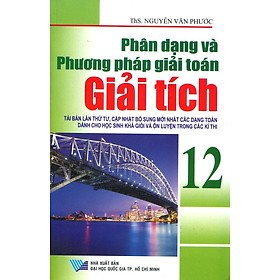 ThS. NGUYỄN VĂN PHƯỚC
Phân dạng và
Phương pháp giải toán
Giải tích
TÁI BẢN LẦN THỨ TƯ, CẬP NHẬT BỔ SUNG MỚI NHẤT CÁC DẠNG TOÁN
DÀNH CHO HỌC SINH KHÁ GIỎI VÀ ÔN LUYỆN TRONG CÁC KÌ THI
12
NHÀ XUẤT BẢN
ĐẠI HỌC QUỐC GIA TP. HỒ CHÍ MINH